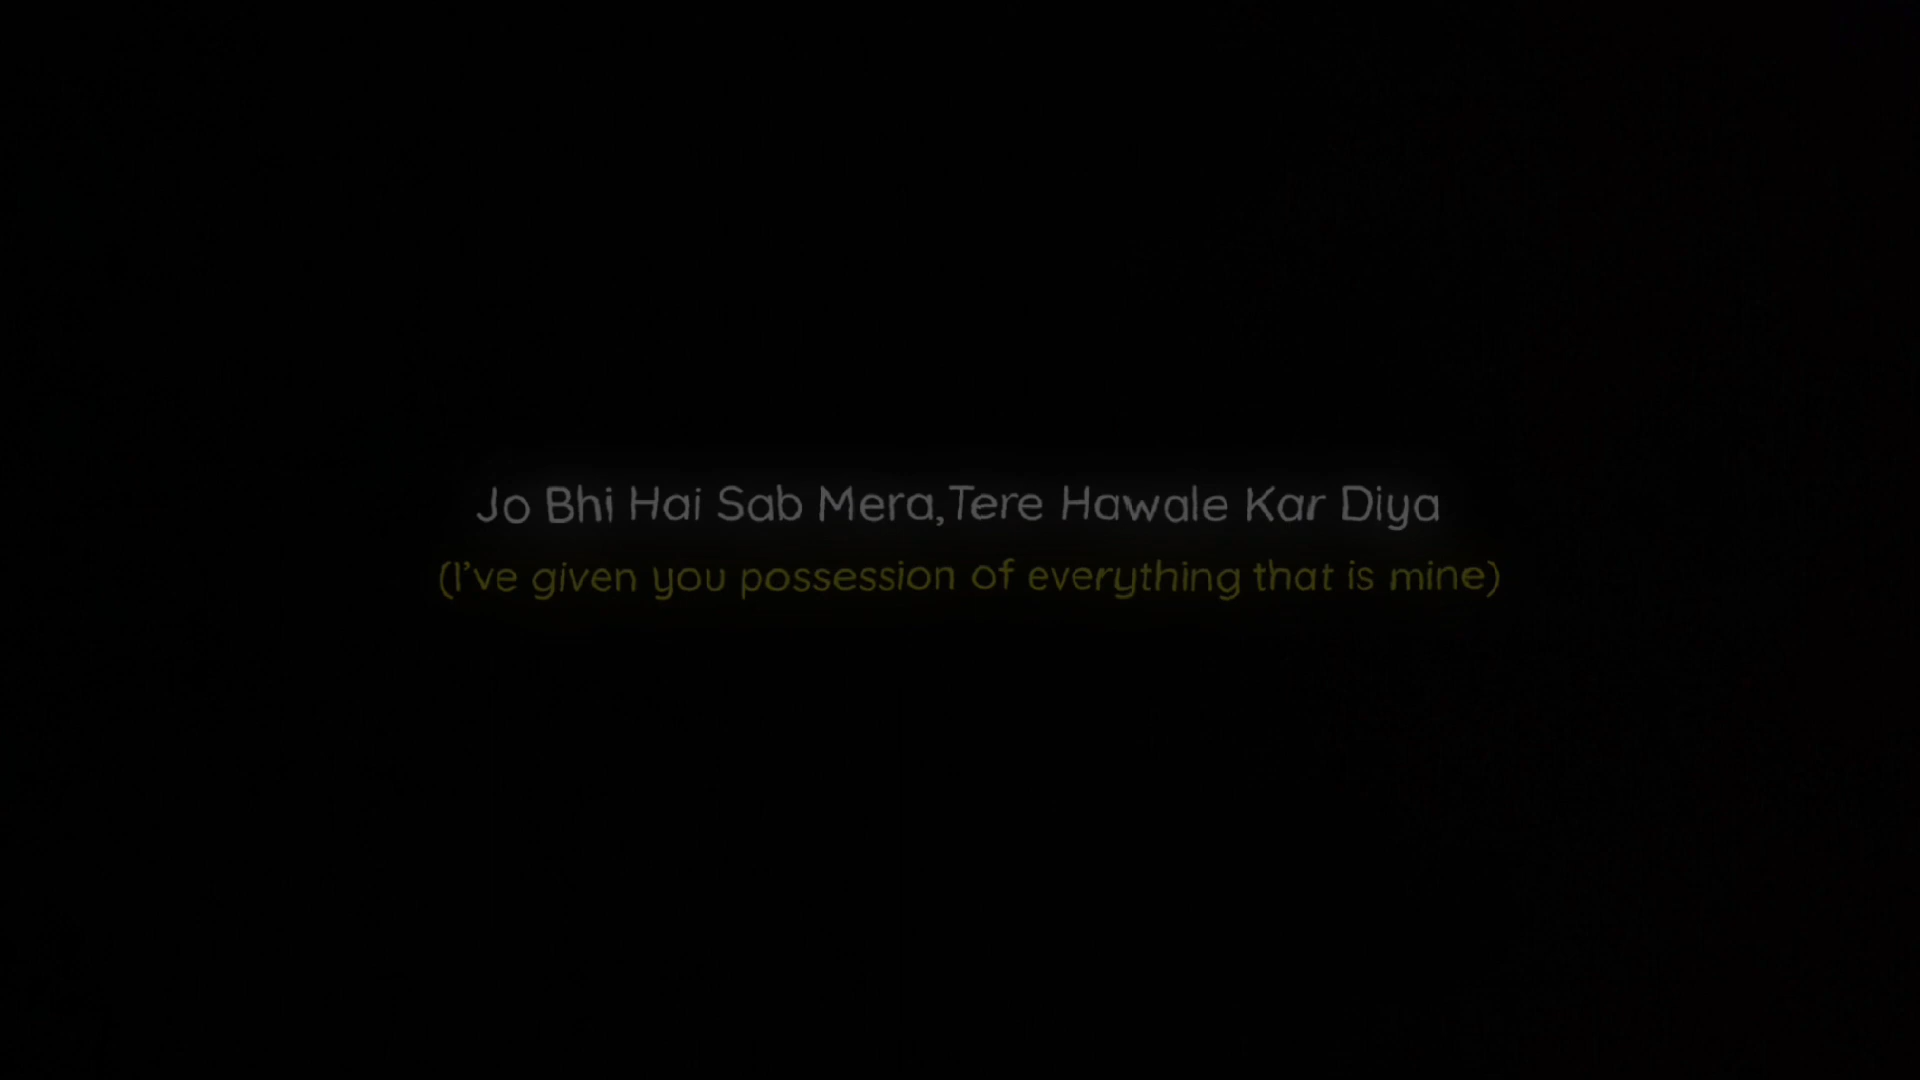 Jo Bhi Hai Sab Mera,Tere Hawale Kar Diya
(I've given you possession of everything that is mine)